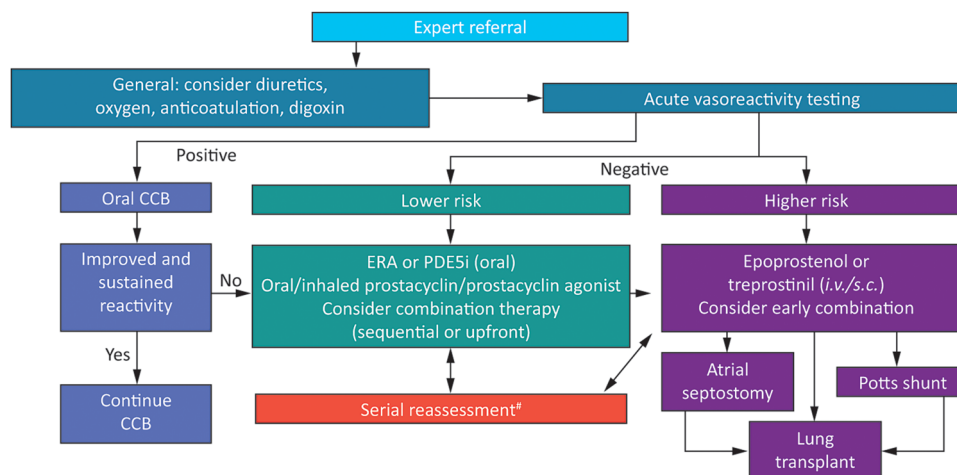 Expert referral
General: consider diuretics,
oxygen, anticoatulation, digoxin
Acute vasoreactivity testing
Positive
Negative
Oral CCB
Lower risk
Higher risk
Improved and
sustained
reactivity
No
ERA or PDE5i (oral)
Oral/inhaled prostacyclin/prostacyclin agonist
Consider combination therapy
(sequential or upfront)
Epoprostenol or
treprostinil (i.v./s.c.)
Consider early combination
Yes
Atrial
septostomy
Potts shunt
Continue
CCB
Serial reassessment#
Lung
transplant